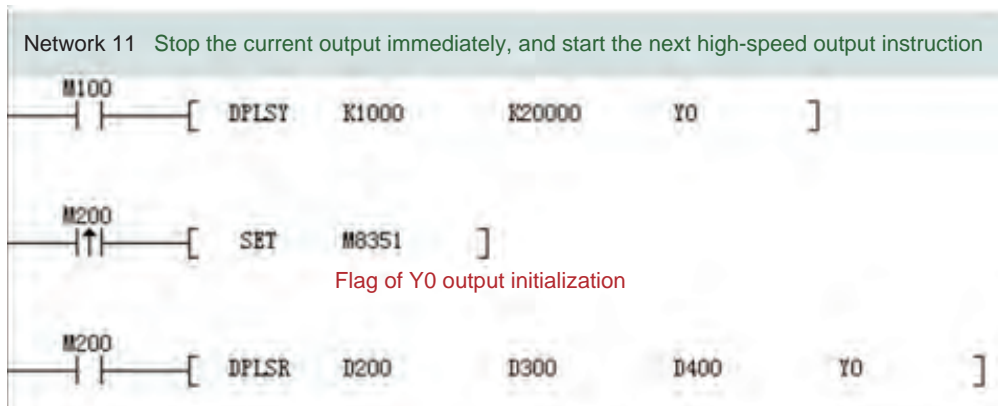 Network 11 Stop the current output immediately, and start the next high-speed output instruction
M100
[ DPLSY K1000 K20000 Y0 ]
M200
[ SET M8351 ]
Flag of Y0 output initialization
M200
[ DPLSR D200 D300 D400 Y0 ]